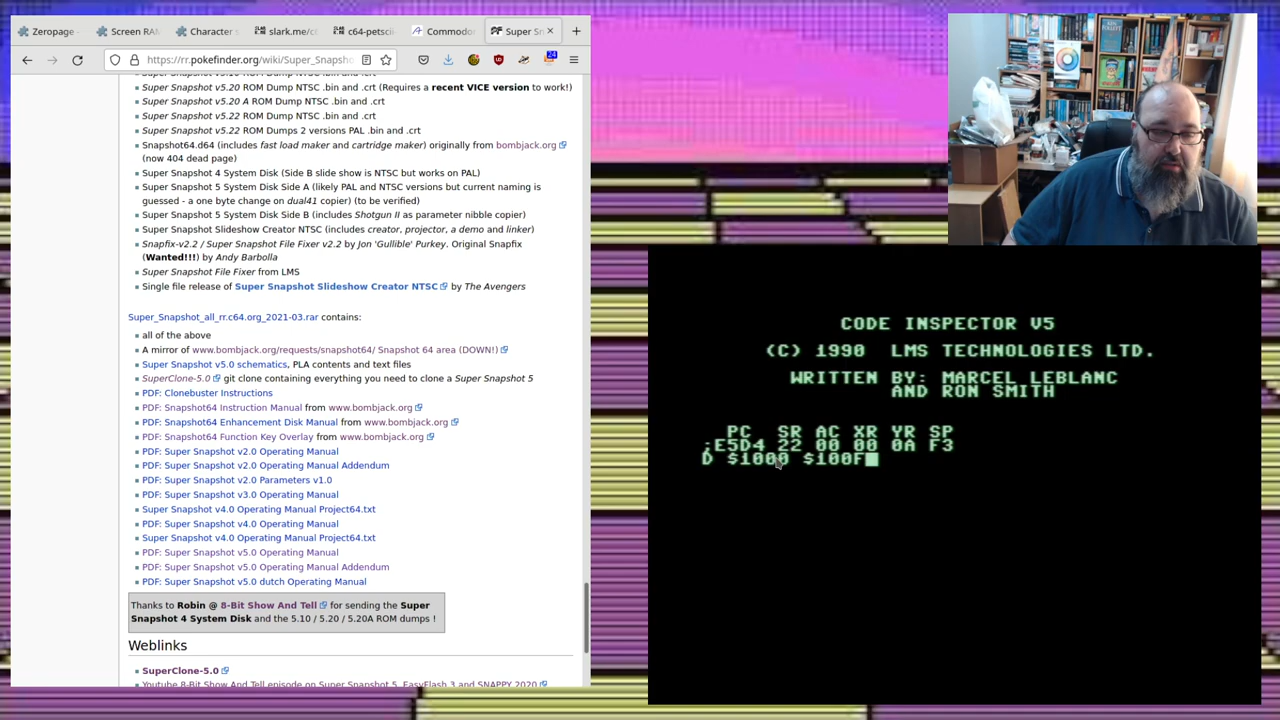 Zeropage
Screen RA
Character
slark.me/c
c64-petsci
Commodo
Super Sn
https://rr.pokefinder.org/wiki/Super_Snapsho
24
Super Snapshot v5.20 ROM Dump NTSC .bin and .crt (Requires a recent VICE version to work!)
Super Snapshot v5.20 A ROM Dump NTSC .bin and .crt
Super Snapshot v5.22 ROM Dump NTSC .bin and .crt
Super Snapshot v5.22 ROM Dumps 2 versions PAL .bin and .crt
Snapshot64.d64 (includes fast load maker and cartridge maker) originally from bombjack.org
(now 404 dead page)
Super Snapshot 4 System Disk (Side B slide show is NTSC but works on PAL)
Super Snapshot 5 System Disk Side A (likely PAL and NTSC versions but current naming is
guessed - a one byte change on dual41 copier) (to be verified)
Super Snapshot 5 System Disk Side B (includes Shotgun II as parameter nibble copier)
Super Snapshot Slideshow Creator NTSC (includes creator, projector, a demo and linker)
Snapfix-v2.2 / Super Snapshot File Fixer v2.2 by Jon 'Gullible' Purkey. Original Snapfix
(Wanted!!!) by Andy Barbolla
Super Snapshot File Fixer from LMS
Single file release of Super Snapshot Slideshow Creator NTSC by The Avengers
Super_Snapshot_all_rr.c64.org_2021-03.rar contains:
all of the above
A mirror of www.bombjack.org/requests/snapshot64/ Snapshot 64 area (DOWN!)
Super Snapshot v5.0 schematics, PLA contents and text files
SuperClone-5.0 git clone containing everything you need to clone a Super Snapshot 5
PDF: Clonebuster Instructions
PDF: Snapshot64 Instruction Manual from www.bombjack.org
PDF: Snapshot64 Enhancement Disk Manual from www.bombjack.org
PDF: Snapshot64 Function Key Overlay from www.bombjack.org
PDF: Super Snapshot v2.0 Operating Manual
PDF: Super Snapshot v2.0 Operating Manual Addendum
PDF: Super Snapshot v2.0 Parameters v1.0
PDF: Super Snapshot v3.0 Operating Manual
Super Snapshot v4.0 Operating Manual Project64.txt
PDF: Super Snapshot v4.0 Operating Manual
Super Snapshot v4.0 Operating Manual Project64.txt
PDF: Super Snapshot v5.0 Operating Manual
PDF: Super Snapshot v5.0 Operating Manual Addendum
PDF: Super Snapshot v5.0 dutch Operating Manual
Thanks to Robin @ 8-Bit Show And Tell for sending the Super
Snapshot 4 System Disk and the 5.10 / 5.20 / 5.20A ROM dumps !
Weblinks
SuperClone-5.0
Youtube 8-Bit Show And Tell episode on Super Snapshot 5, EasyFlash 3 and SNAPPY 2020
CODE INSPECTOR V5
(C) 1990 LMS TECHNOLOGIES LTD.
WRITTEN BY: MARCEL LEBLANC
AND RON SMITH
PC SR AC XR YR SP
;E5D4 22 00 00 0A F3
D $1000 $100F